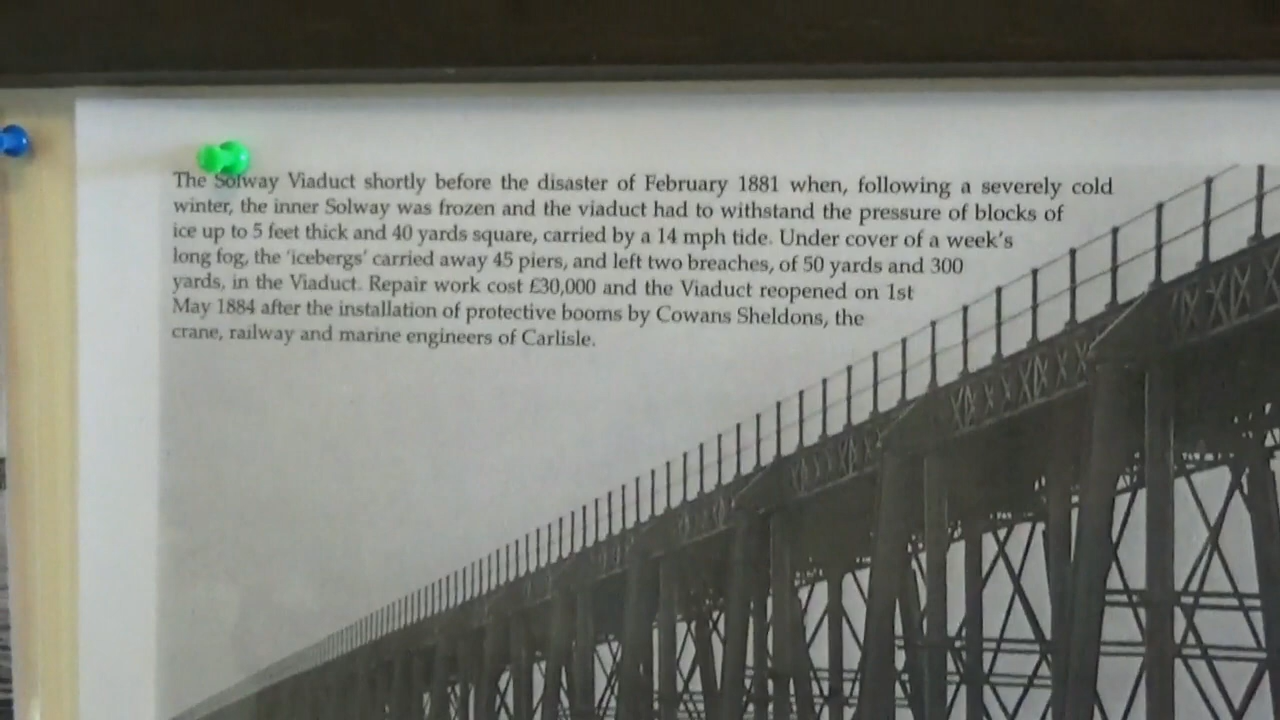 The Solway Viaduct shortly before the disaster of February 1881 when, following a severely cold
winter, the inner Solway was frozen and the viaduct had to withstand the pressure of blocks of
ice up to 5 feet thick and 40 yards square, carried by a 14 mph tide. Under cover of a week's
long fog, the 'icebergs' carried away 45 piers, and left two breaches, of 50 yards and 300
yards, in the Viaduct. Repair work cost £30,000 and the Viaduct reopened on 1st
May 1884 after the installation of protective booms by Cowans Sheldons, the
crane, railway and marine engineers of Carlisle.